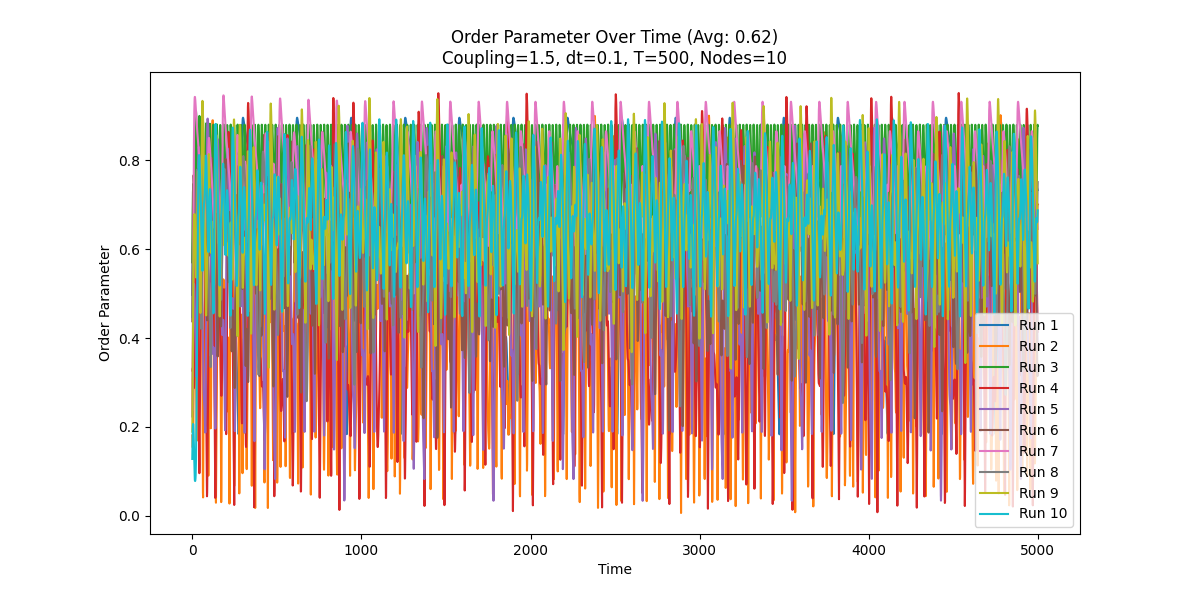 Order Parameter Over Time (Avg: 0.62)
Coupling=1.5, dt=0.1, T=500, Nodes=10
Order Parameter
0.8
0.6
0.4
0.2
0.0
0
1000
2000
3000
4000
5000
Time
Run 1
Run 2
Run 3
Run 4
Run 5
Run 6
Run 7
Run 8
Run 9
Run 10